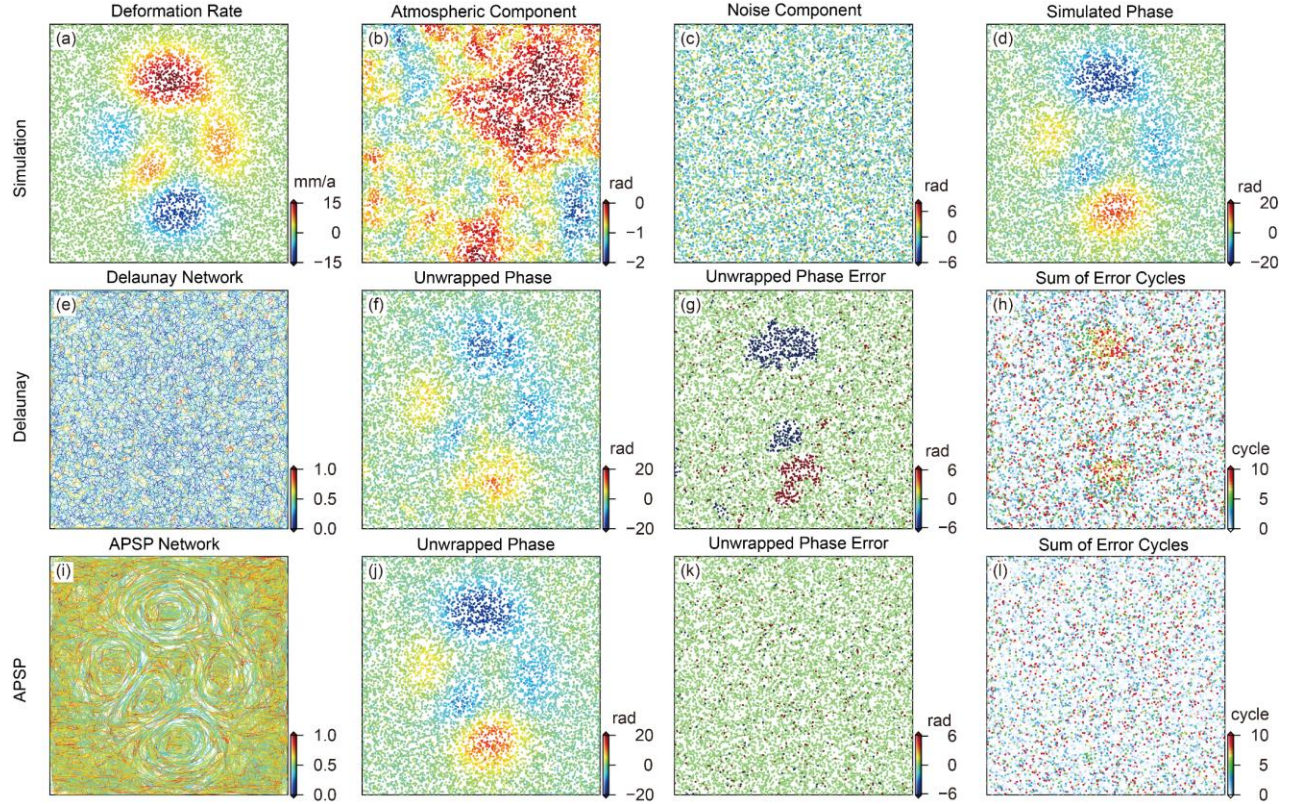 Deformation Rate
Atmospheric Component
Noise Component
Simulated Phase
Simulation
(a)
(b)
(c)
(d)
mm/a
15
0
−15
rad
0
−1
−2
rad
6
0
−6
rad
20
0
−20
Delaunay Network
Unwrapped Phase
Unwrapped Phase Error
Sum of Error Cycles
Delaunay
(e)
(f)
(g)
(h)
1.0
0.5
0.0
rad
20
0
−20
rad
6
0
−6
cycle
10
5
0
APSP Network
Unwrapped Phase
Unwrapped Phase Error
Sum of Error Cycles
APSP
(i)
(j)
(k)
(l)
1.0
0.5
0.0
rad
20
0
−20
rad
6
0
−6
cycle
10
5
0